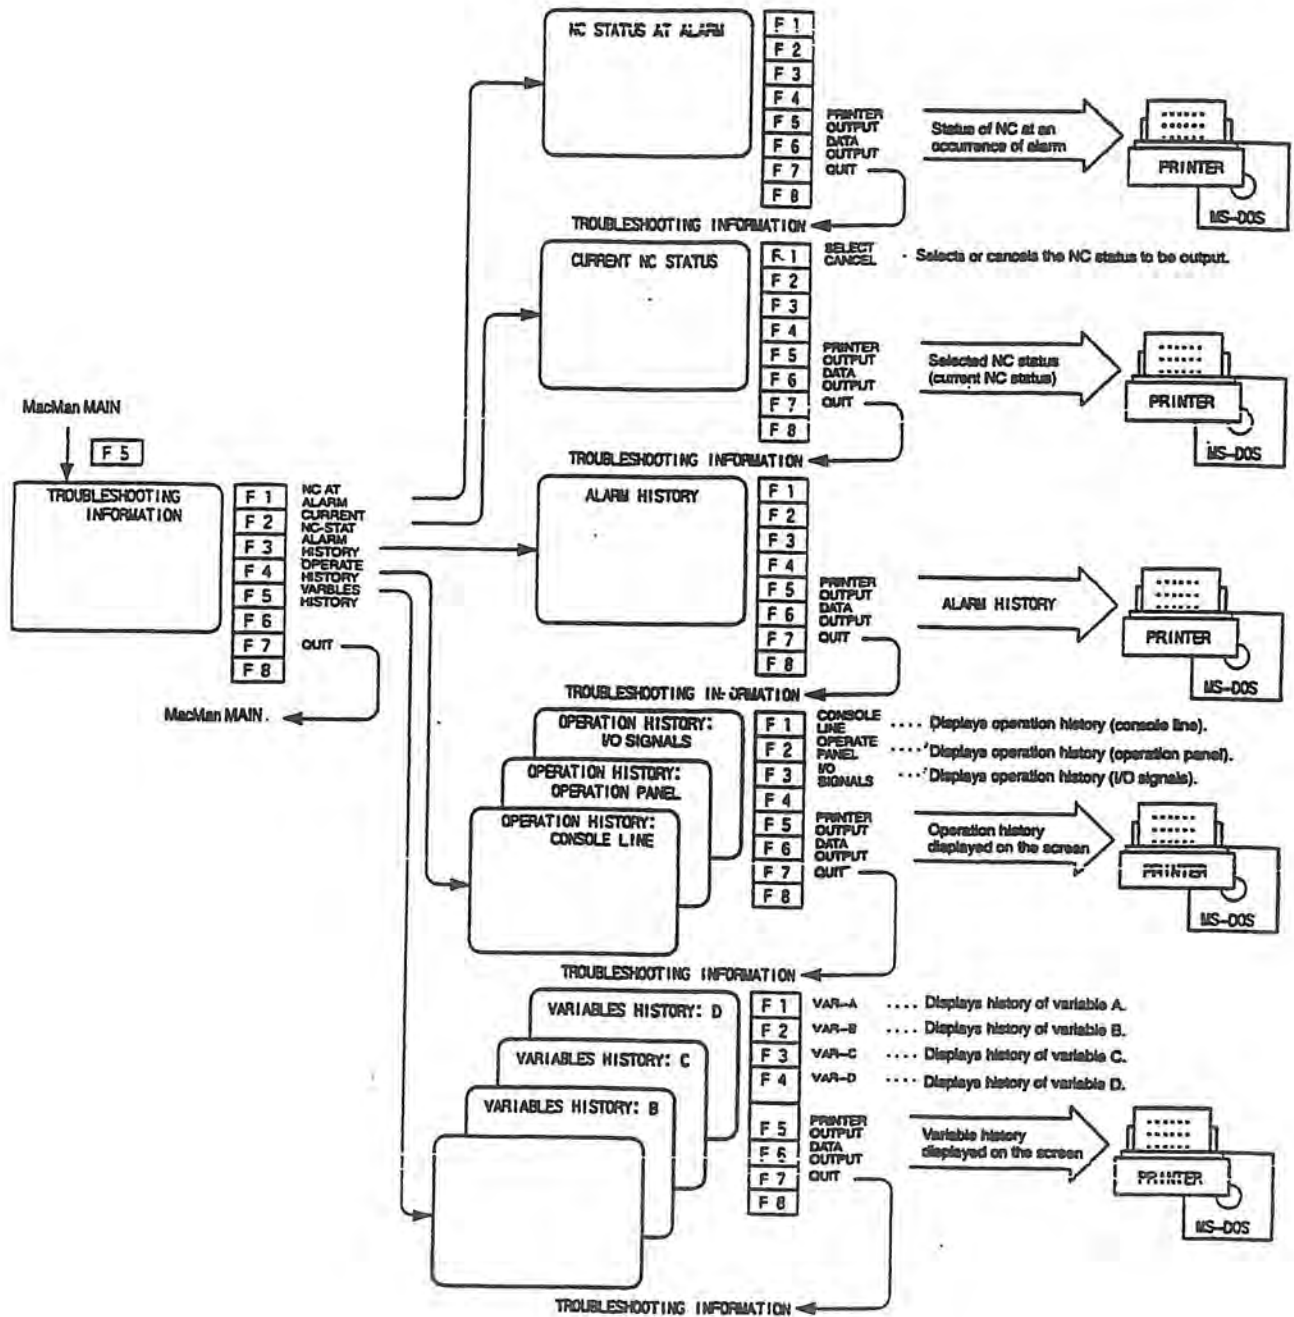 NC STATUS AT ALARM
F 1
F 2
F 3
F 4
F 5 PRINTER OUTPUT
F 6 DATA OUTPUT
F 7 QUIT
F 8
Status of NC at an
occurrence of alarm
PRINTER
MS-DOS
TROUBLESHOOTING INFORMATION
CURRENT NC STATUS
F 1 SELECT CANCEL · Selects or cancels the NC status to be output.
F 2
F 3
F 4
F 5 PRINTER OUTPUT
F 6 DATA OUTPUT
F 7 QUIT
F 8
Selected NC status
(current NC status)
PRINTER
MS-DOS
TROUBLESHOOTING INFORMATION
MacMan MAIN
F 5
TROUBLESHOOTING
INFORMATION
F 1 NC AT ALARM
F 2 CURRENT NC-STAT
F 3 ALARM HISTORY
F 4 OPERATE HISTORY
F 5 VARBLES HISTORY
F 6
F 7 QUIT
F 8
MacMan MAIN
ALARM HISTORY
F 1
F 2
F 3
F 4
F 5 PRINTER OUTPUT
F 6 DATA OUTPUT
F 7 QUIT
F 8
ALARM HISTORY
PRINTER
MS-DOS
TROUBLESHOOTING INFORMATION
OPERATION HISTORY:
I/O SIGNALS
OPERATION HISTORY:
OPERATION PANEL
OPERATION HISTORY:
CONSOLE LINE
F 1 CONSOLE LINE .... Displays operation history (console line).
F 2 OPERATE PANEL .... Displays operation history (operation panel).
F 3 I/O SIGNALS .... Displays operation history (I/O signals).
F 4
F 5 PRINTER OUTPUT
F 6 DATA OUTPUT
F 7 QUIT
F 8
Operation history
displayed on the screen
PRINTER
MS-DOS
TROUBLESHOOTING INFORMATION
VARIABLES HISTORY: D
VARIABLES HISTORY: C
VARIABLES HISTORY: B
F 1 VAR-A .... Displays history of variable A.
F 2 VAR-B .... Displays history of variable B.
F 3 VAR-C .... Displays history of variable C.
F 4 VAR-D .... Displays history of variable D.
F 5 PRINTER OUTPUT
F 6 DATA OUTPUT
F 7 QUIT
F 8
Variable history
displayed on the screen
PRINTER
MS-DOS
TROUBLESHOOTING INFORMATION